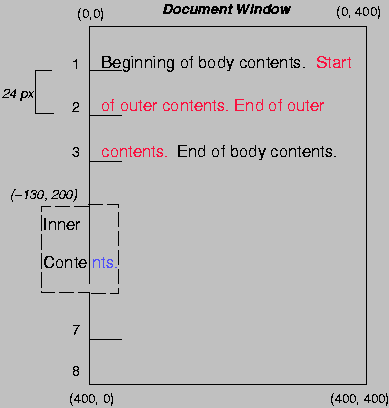 Document Window
(0,0) (0, 400)
1 Beginning of body contents. Start
24 px
2 of outer contents. End of outer
3 contents. End of body contents.
(−130, 200)
Inner
Contents.
7
8
(400, 0) (400, 400)